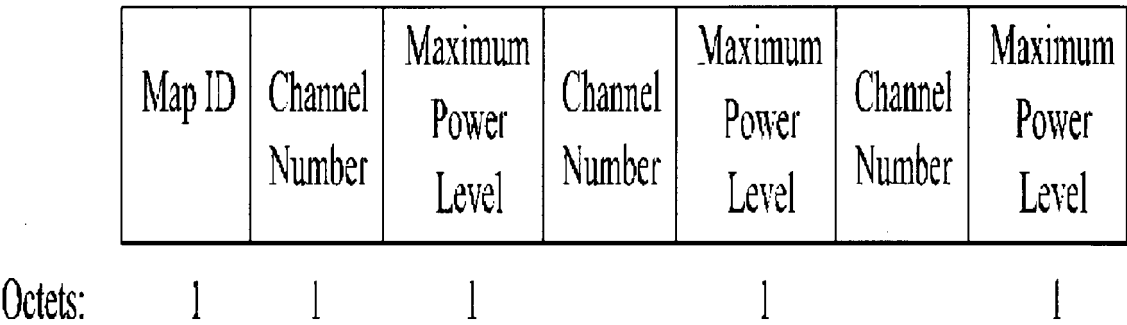 Map ID
Channel
Number
Maximum
Power
Level
Channel
Number
Maximum
Power
Level
Channel
Number
Maximum
Power
Level
Octets: 1 1 1 1 1